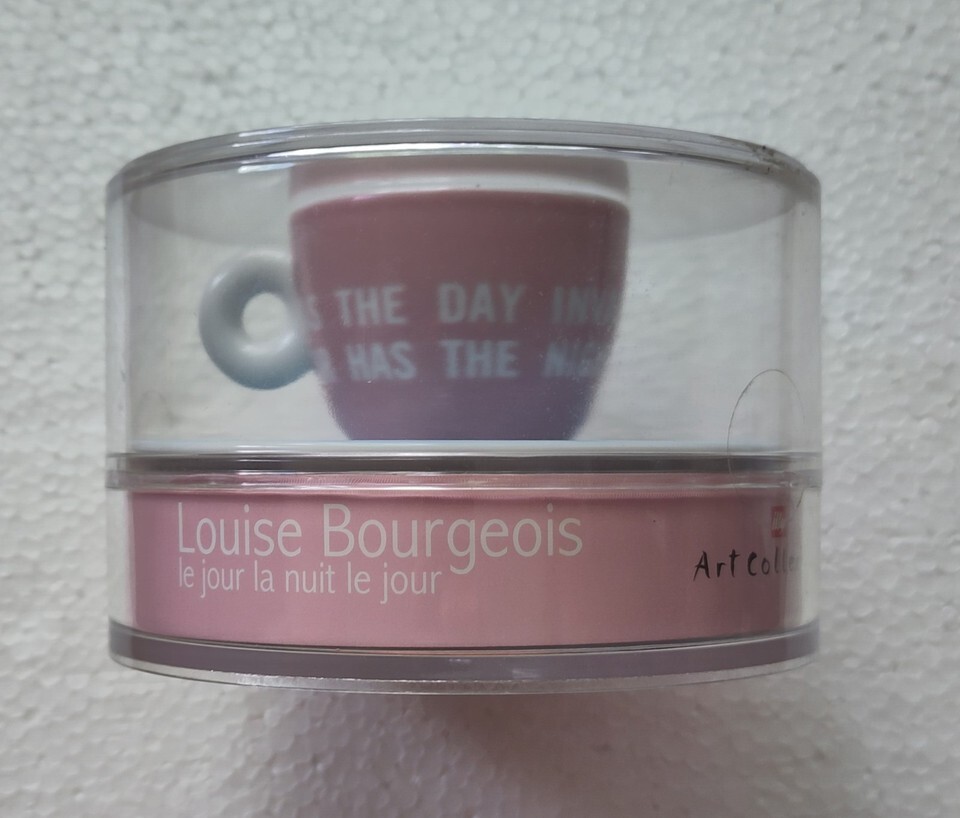 THE DAY
HAS THE
Louise Bourgeois
le jour la nuit le jour
Art